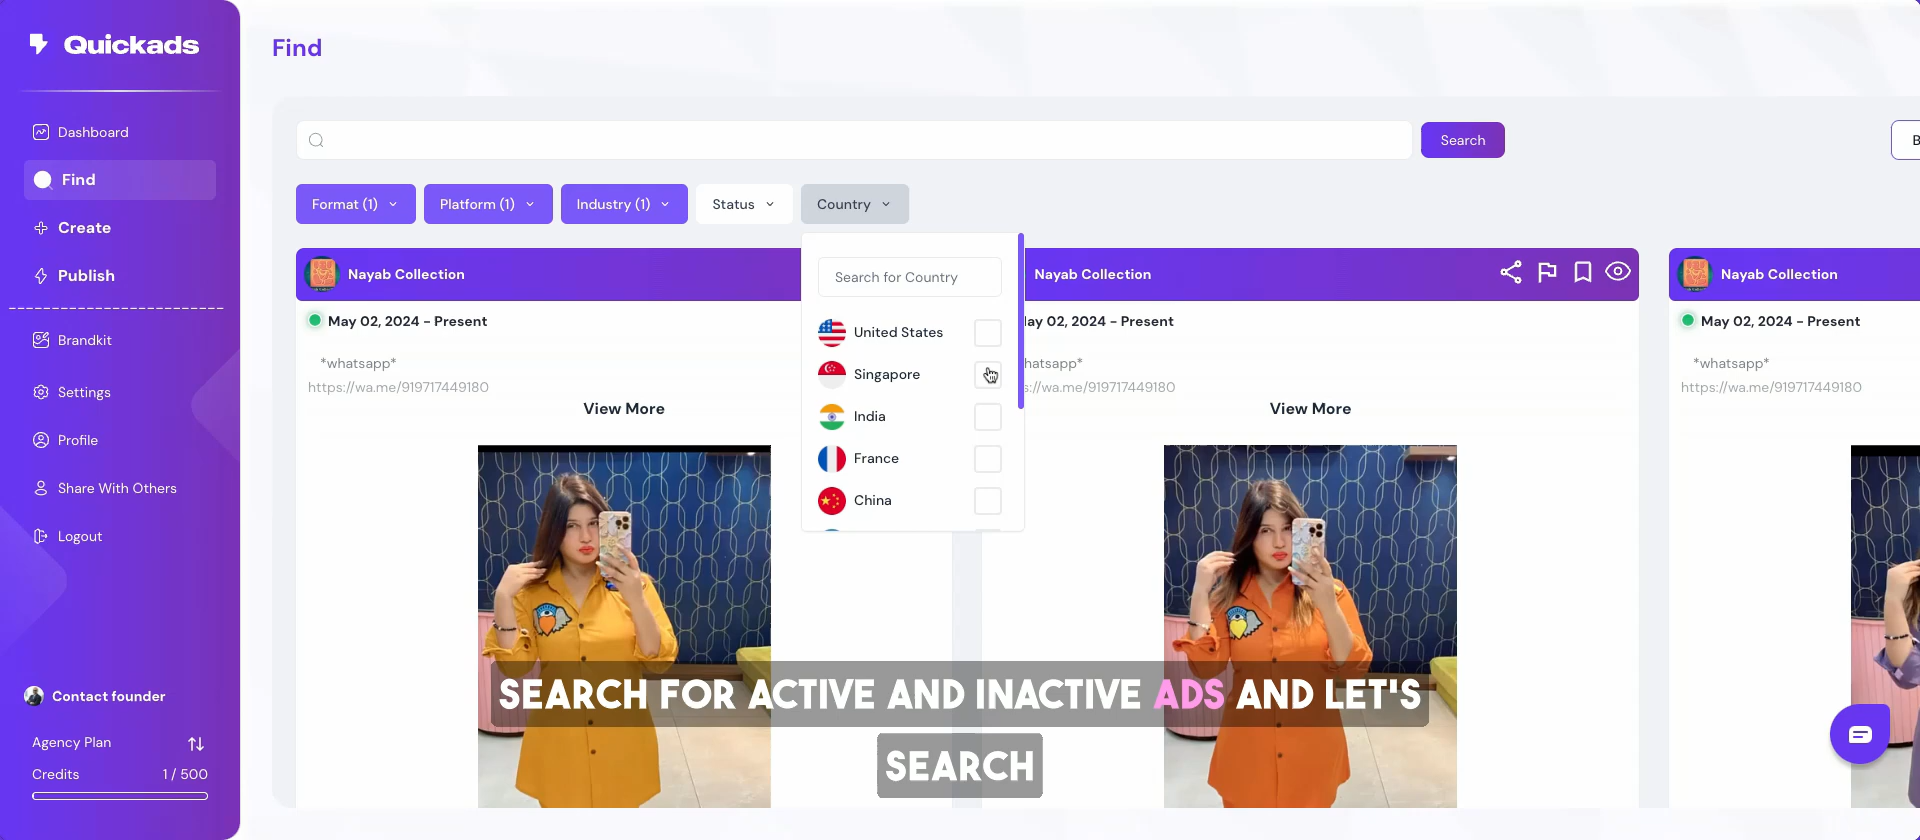 Quickads
Dashboard
Find
Create
Publish
Brandkit
Settings
Profile
Share With Others
Logout
Contact founder
Agency Plan
Credits 1 / 500
Find
Search
B
Format (1)
Platform (1)
Industry (1)
Status
Country
Search for Country
United States
Singapore
India
France
China
Nayab Collection
May 02, 2024 - Present
*whatsapp*
https://wa.me/919717449180
View More
Nayab Collection
ay 02, 2024 - Present
hatsapp*
s://wa.me/919717449180
View More
Nayab Collection
May 02, 2024 - Present
*whatsapp*
https://wa.me/919717449180
SEARCH FOR ACTIVE AND INACTIVE ADS AND LET'S
SEARCH